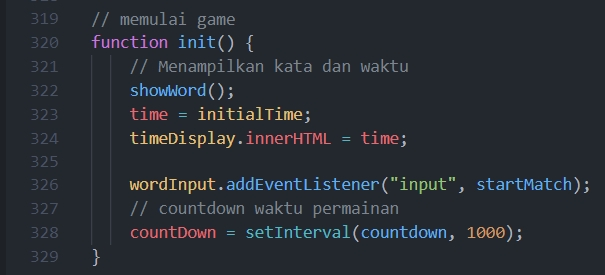 319 // memulai game
320 function init() {
321 // Menampilkan kata dan waktu
322 showWord();
323 time = initialTime;
324 timeDisplay.innerHTML = time;
325
326 wordInput.addEventListener("input", startMatch);
327 // countdown waktu permainan
328 countDown = setInterval(countdown, 1000);
329 }